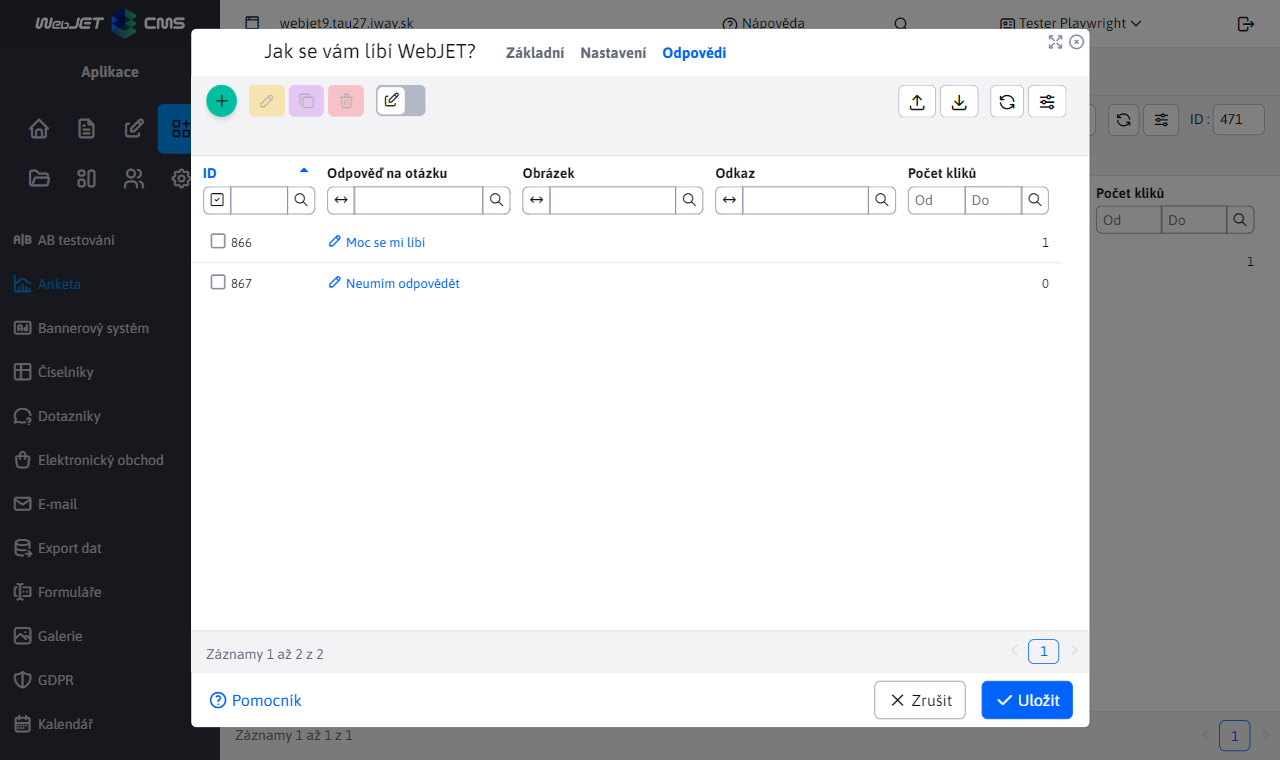 WebJET CMS
webjet9.tau27.iway.sk
Nápověda
Tester Playwright
Aplikace
Jak se vám líbí WebJET?
Základní
Nastavení
Odpovědi
ID :
471
ID
Odpověď na otázku
Obrázek
Odkaz
Počet kliků
Od
Do
866
Moc se mi líbí
1
867
Neumím odpovědět
0
Počet kliků
Od
Do
1
AB testování
Anketa
Bannerový systém
Číselníky
Dotazníky
Elektronický obchod
E-mail
Export dat
Formuláře
Galerie
GDPR
Kalendář
Záznamy 1 až 2 z 2
1
Pomocník
Zrušit
Uložit
Záznamy 1 až 1 z 1
1